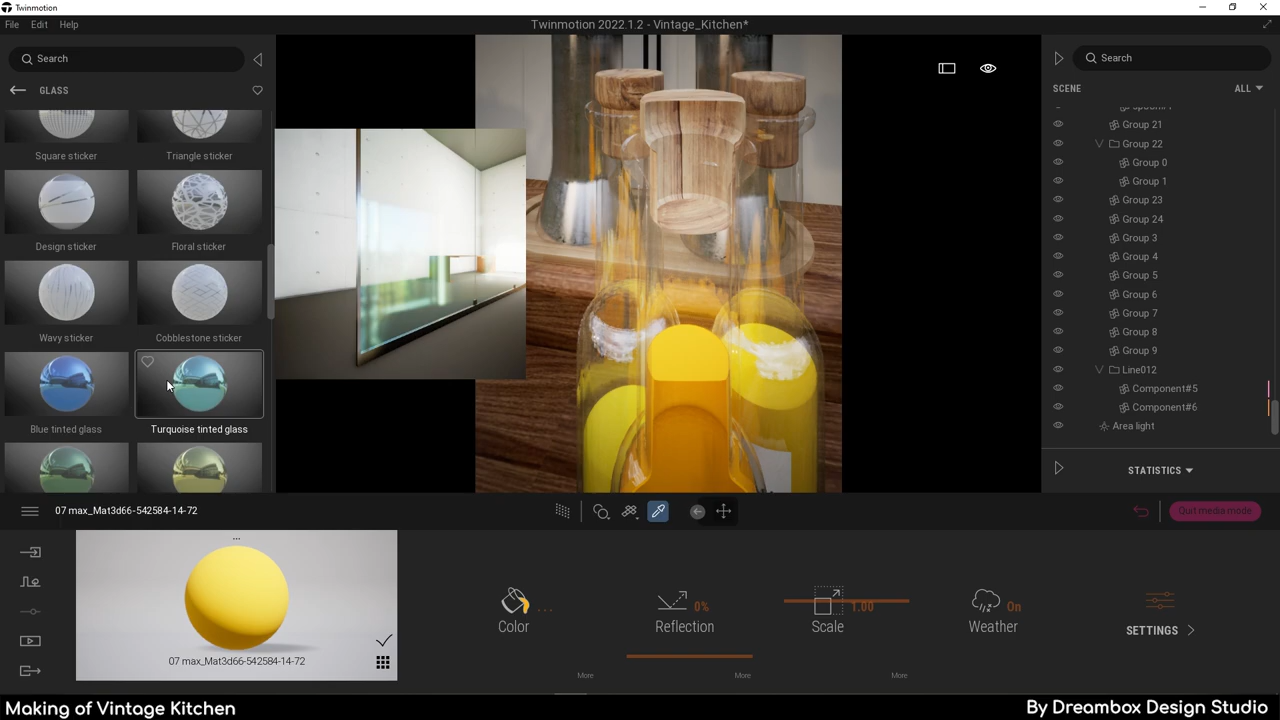 Twinmotion
File Edit Help
Twinmotion 2022.1.2 - Vintage_Kitchen*
Search
GLASS
Square sticker
Triangle sticker
Design sticker
Floral sticker
Wavy sticker
Cobblestone sticker
Blue tinted glass
Turquoise tinted glass
Search
SCENE
ALL
Group 21
Group 22
Group 0
Group 1
Group 23
Group 24
Group 3
Group 4
Group 5
Group 6
Group 7
Group 8
Group 9
Line012
Component#5
Component#6
Area light
STATISTICS
07 max_Mat3d66-542584-14-72
Quit media mode
...
07 max_Mat3d66-542584-14-72
Color ...
Reflection 0%
Scale 1.00
Weather On
SETTINGS
More
More
More
Making of Vintage Kitchen
By Dreambox Design Studio